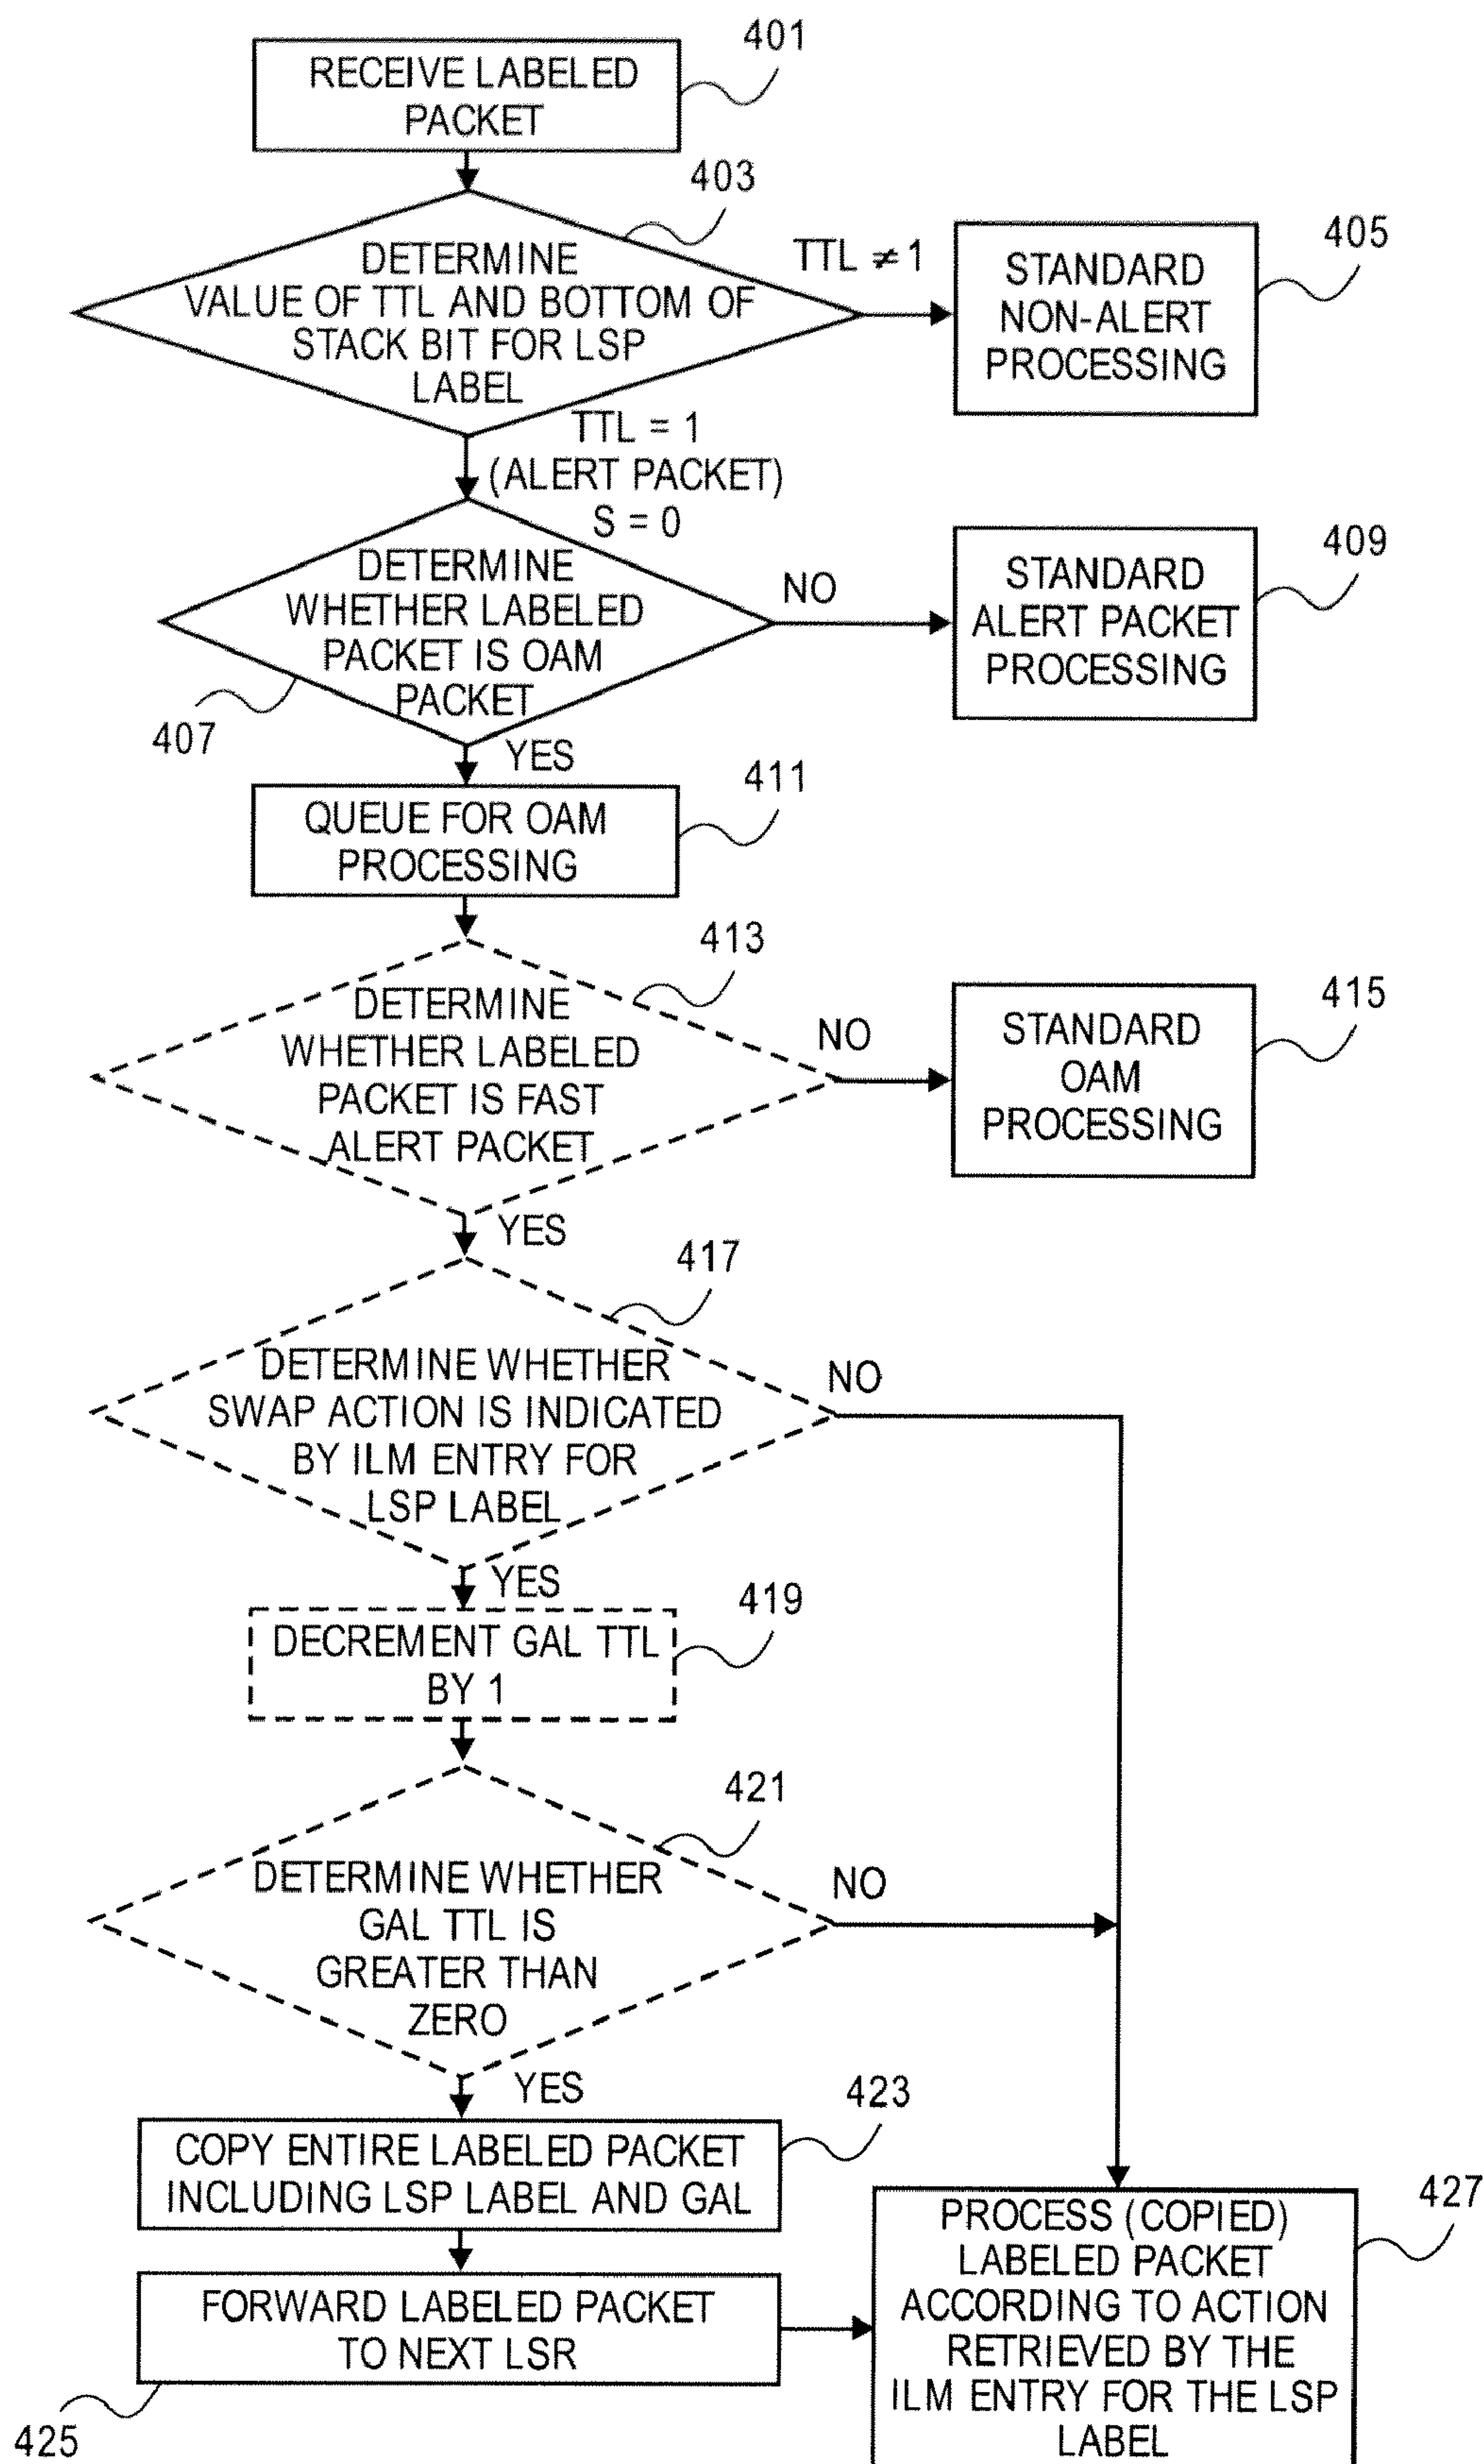 401
RECEIVE LABELED
PACKET
403
DETERMINE
VALUE OF TTL AND BOTTOM OF
STACK BIT FOR LSP
LABEL
TTL ≠ 1
405
STANDARD
NON-ALERT
PROCESSING
TTL = 1
(ALERT PACKET)
S = 0
DETERMINE
WHETHER LABELED
PACKET IS OAM
PACKET
407
NO
409
STANDARD
ALERT PACKET
PROCESSING
YES
411
QUEUE FOR OAM
PROCESSING
413
DETERMINE
WHETHER LABELED
PACKET IS FAST
ALERT PACKET
NO
415
STANDARD
OAM
PROCESSING
YES
417
DETERMINE WHETHER
SWAP ACTION IS INDICATED
BY ILM ENTRY FOR
LSP LABEL
NO
YES
419
DECREMENT GAL TTL
BY 1
421
DETERMINE WHETHER
GAL TTL IS
GREATER THAN
ZERO
NO
YES
423
COPY ENTIRE LABELED PACKET
INCLUDING LSP LABEL AND GAL
FORWARD LABELED PACKET
TO NEXT LSR
425
427
PROCESS (COPIED)
LABELED PACKET
ACCORDING TO ACTION
RETRIEVED BY THE
ILM ENTRY FOR THE LSP
LABEL